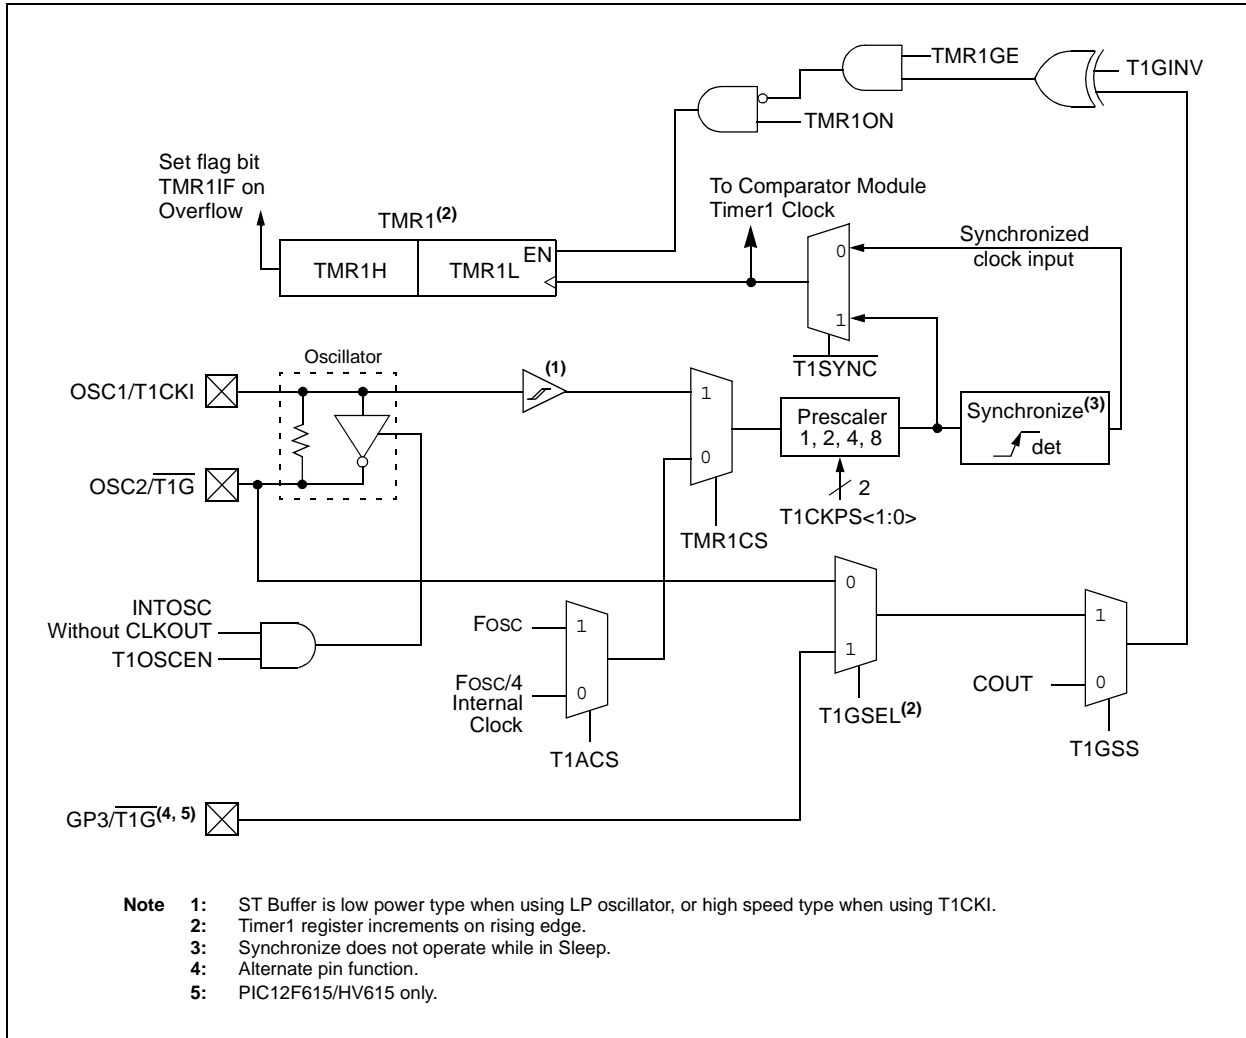 TMR1GE
T1GINV
TMR1ON
Set flag bit
TMR1IF on
Overflow
To Comparator Module
Timer1 Clock
TMR1(2)
EN
TMR1H
TMR1L
0
Synchronized
clock input
1
T1SYNC
Oscillator
(1)
OSC1/T1CKI
1
Prescaler
1, 2, 4, 8
Synchronize(3)
det
0
OSC2/T1G
2
T1CKPS<1:0>
TMR1CS
0
INTOSC
Without CLKOUT
T1OSCEN
FOSC
1
1
1
FOSC/4
Internal
Clock
0
COUT
0
T1GSEL(2)
T1GSS
T1ACS
GP3/T1G(4, 5)
Note 1: ST Buffer is low power type when using LP oscillator, or high speed type when using T1CKI.
2: Timer1 register increments on rising edge.
3: Synchronize does not operate while in Sleep.
4: Alternate pin function.
5: PIC12F615/HV615 only.